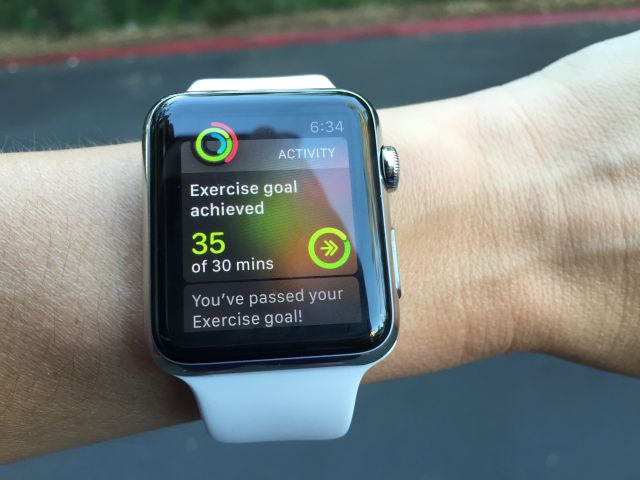 6:34
ACTIVITY
Exercise goal
achieved
35
of 30 mins
You've passed your
Exercise goal!